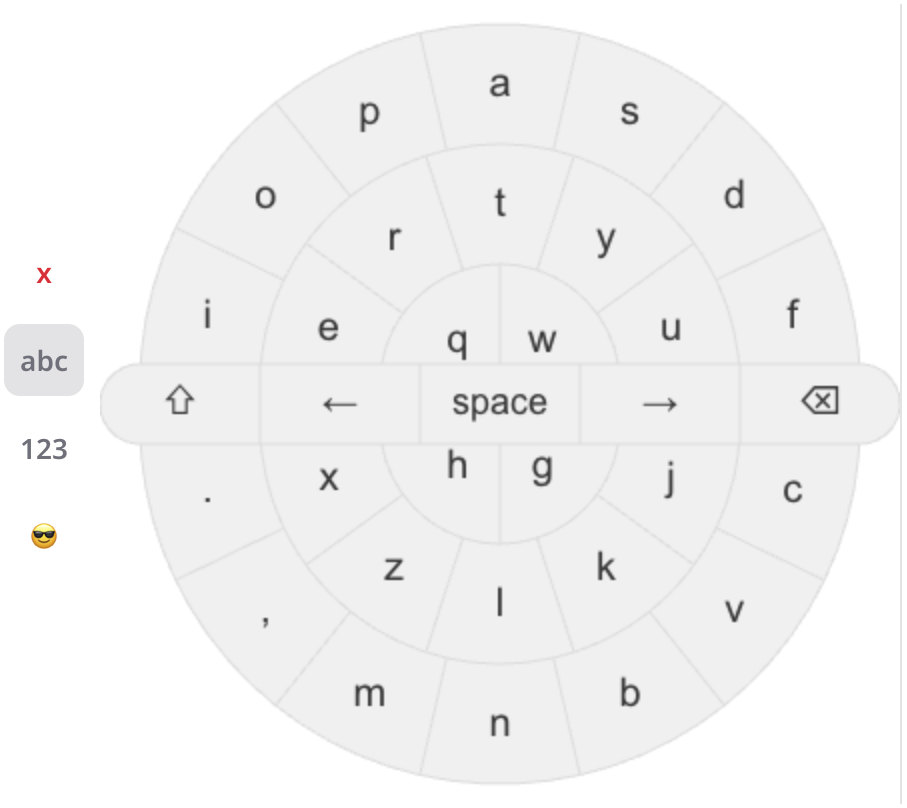 a
p s
o d
t
r y
i f
e u
q w
x
abc
⇧ ← space → ⌫
123
h g
x j
. c
😎
z k
l
, v
m b
n